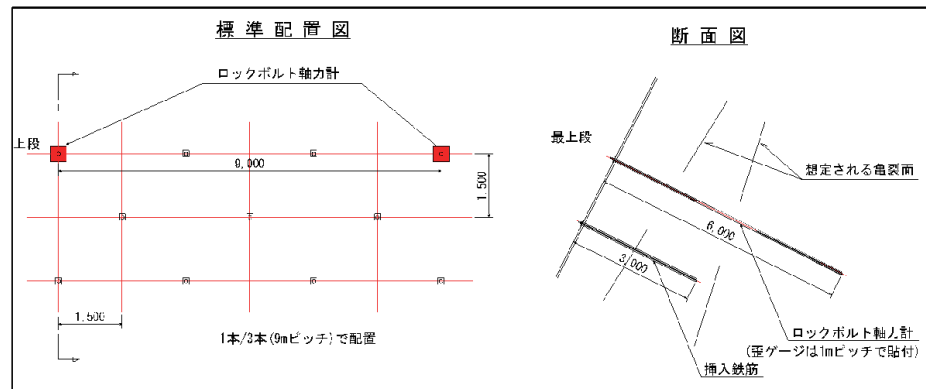 標準配置図
ロックボルト軸力計
上段
9,000
1,500
1,500
1本/3本(9mピッチ)で配置
断面図
最上段
想定される亀裂面
6,000
3,000
ロックボルト軸力計
(歪ゲージは1mピッチで貼付)
挿入鉄筋